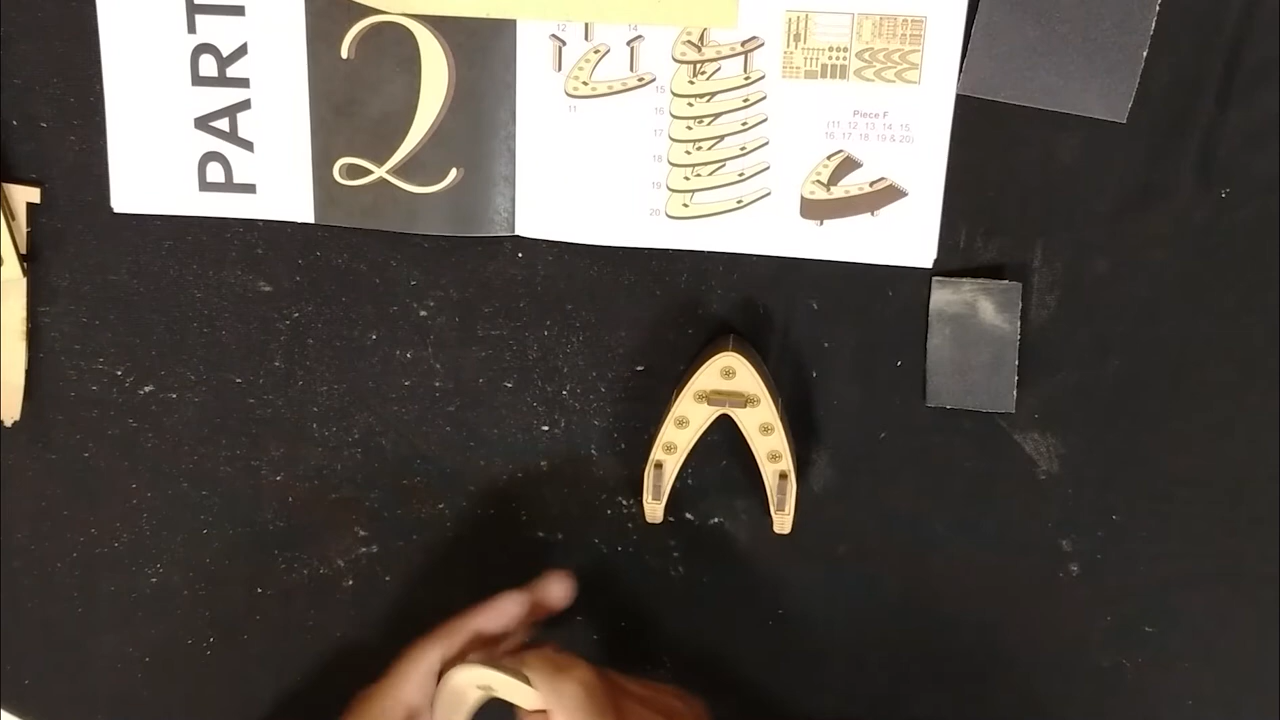 PART
2
12
14
11
15
16
17
18
19
20
Piece F
(11, 12, 13, 14, 15,
16, 17, 18, 19 & 20)